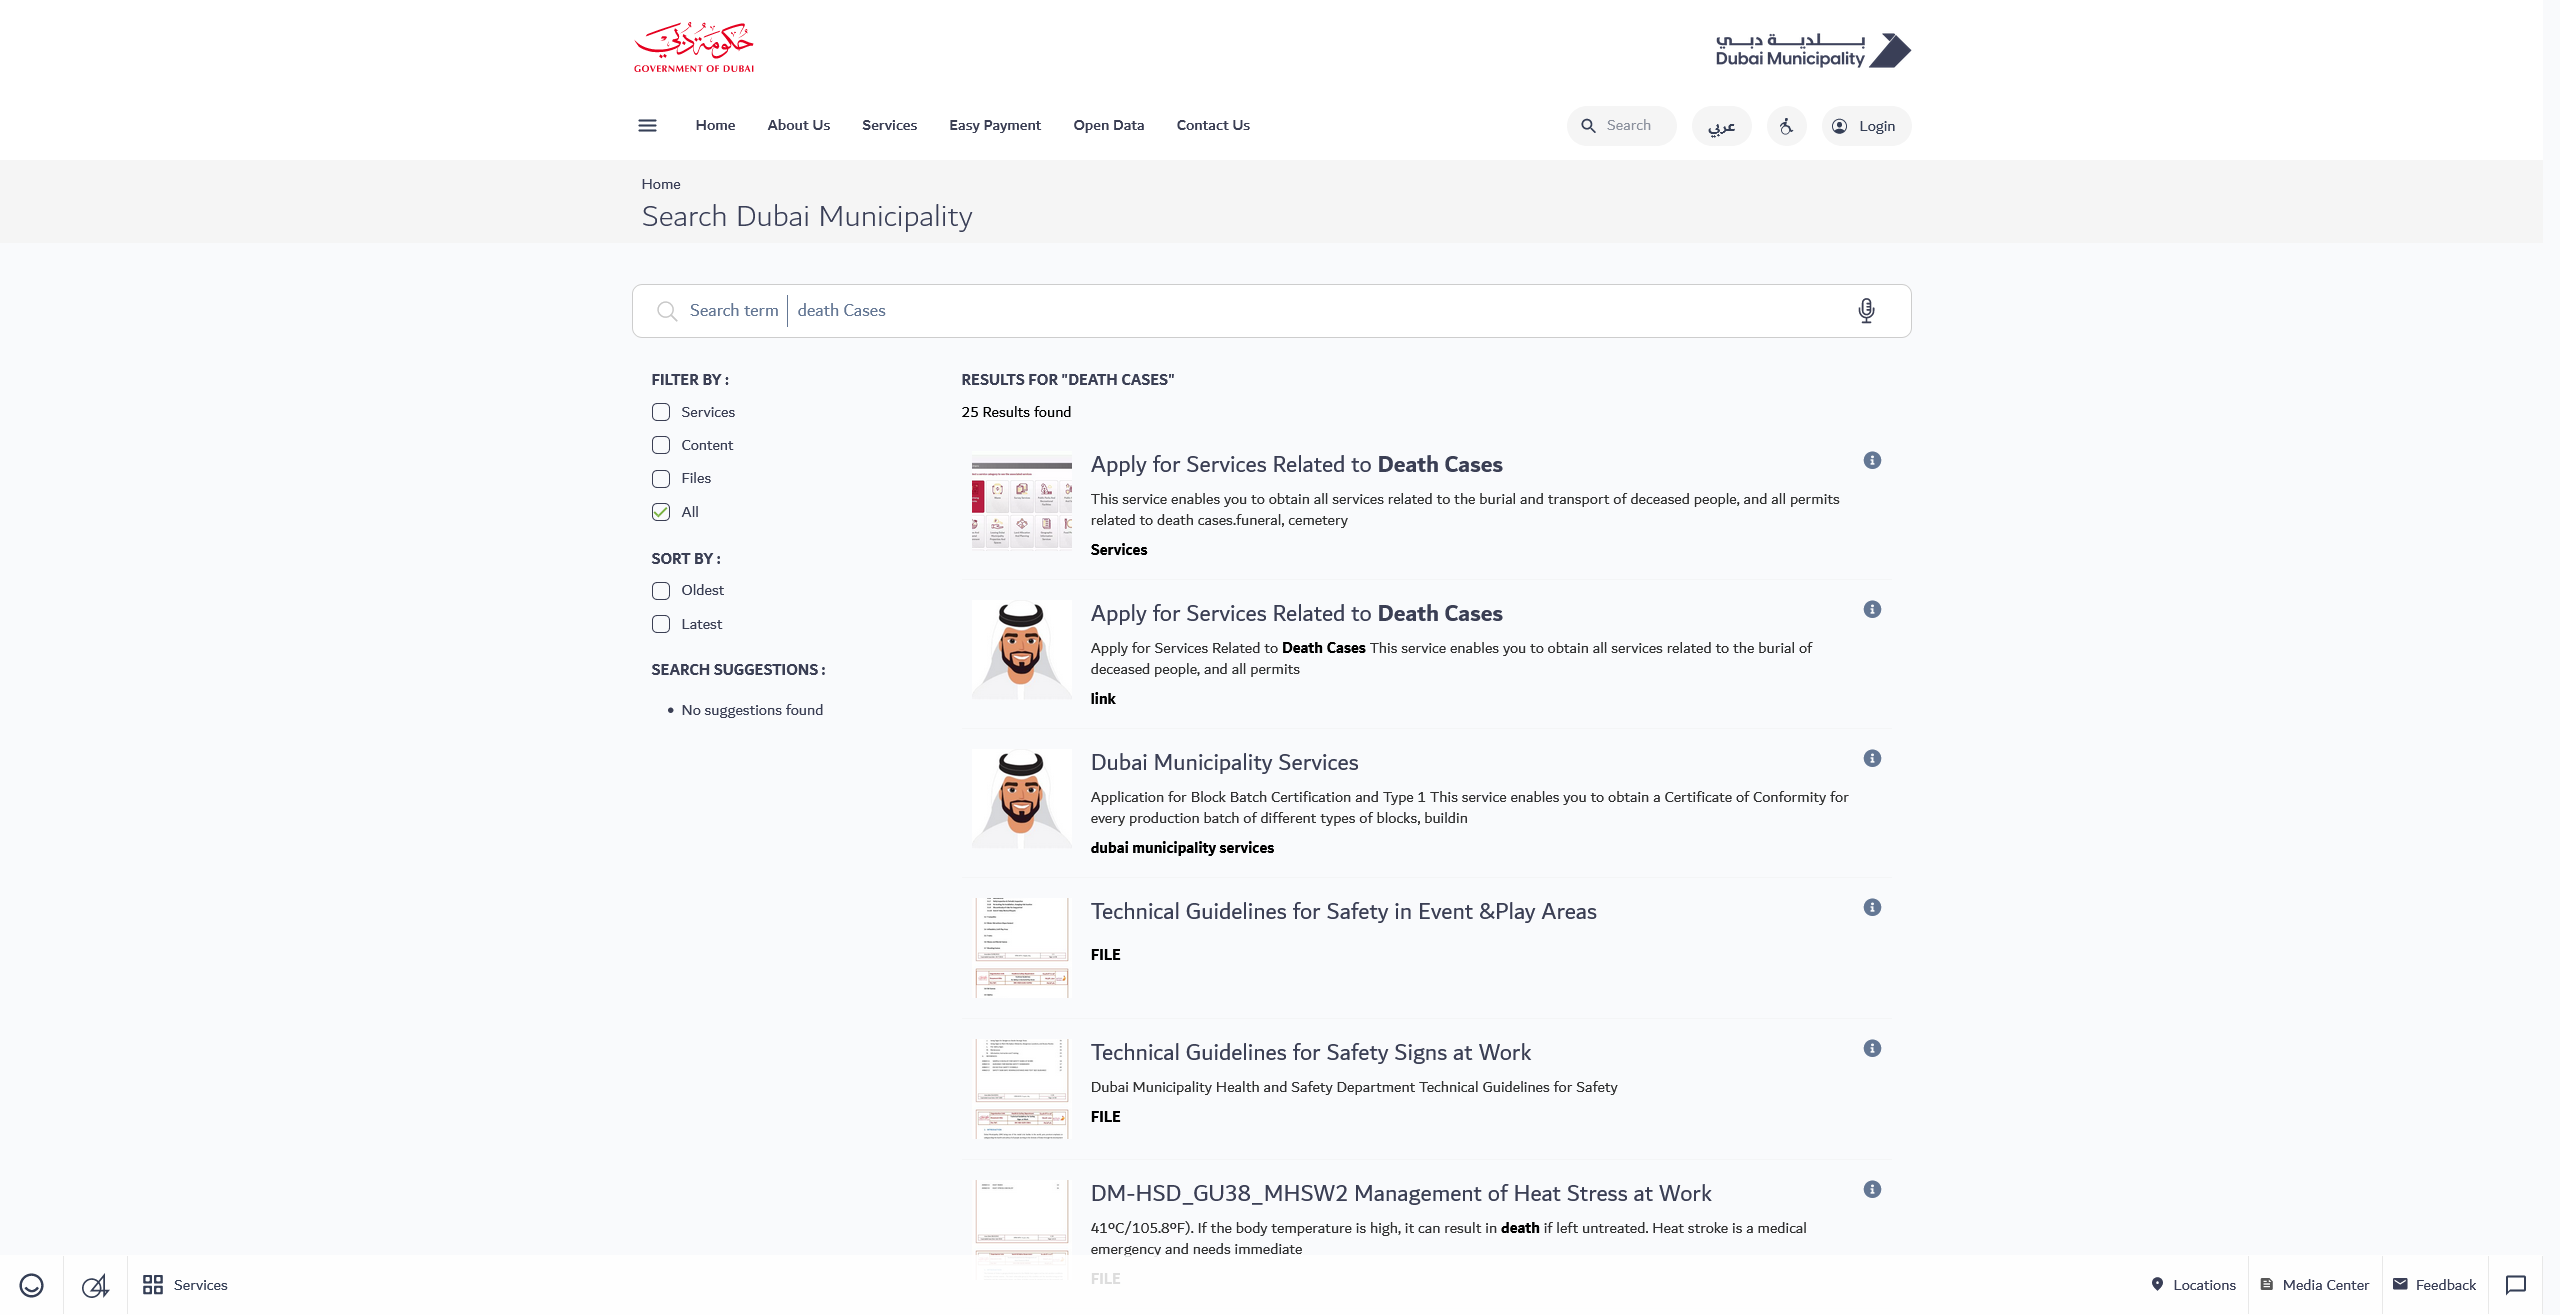 حكومة دبي
GOVERNMENT OF DUBAI
بلدية دبي
Dubai Municipality
Home
About Us
Services
Easy Payment
Open Data
Contact Us
Search
عربي
Login
Home
Search Dubai Municipality
Search term
death Cases
FILTER BY :
Services
Content
Files
All
SORT BY :
Oldest
Latest
SEARCH SUGGESTIONS :
• No suggestions found
RESULTS FOR "DEATH CASES"
25 Results found
Apply for Services Related to Death Cases
This service enables you to obtain all services related to the burial and transport of deceased people, and all permits
related to death cases.funeral, cemetery
Services
Apply for Services Related to Death Cases
Apply for Services Related to Death Cases This service enables you to obtain all services related to the burial of
deceased people, and all permits
link
Dubai Municipality Services
Application for Block Batch Certification and Type 1 This service enables you to obtain a Certificate of Conformity for
every production batch of different types of blocks, buildin
dubai municipality services
Technical Guidelines for Safety in Event &Play Areas
FILE
Technical Guidelines for Safety Signs at Work
Dubai Municipality Health and Safety Department Technical Guidelines for Safety
FILE
DM-HSD_GU38_MHSW2 Management of Heat Stress at Work
41ºC/105.8ºF). If the body temperature is high, it can result in death if left untreated. Heat stroke is a medical
emergency and needs immediate
FILE
Services
Locations
Media Center
Feedback